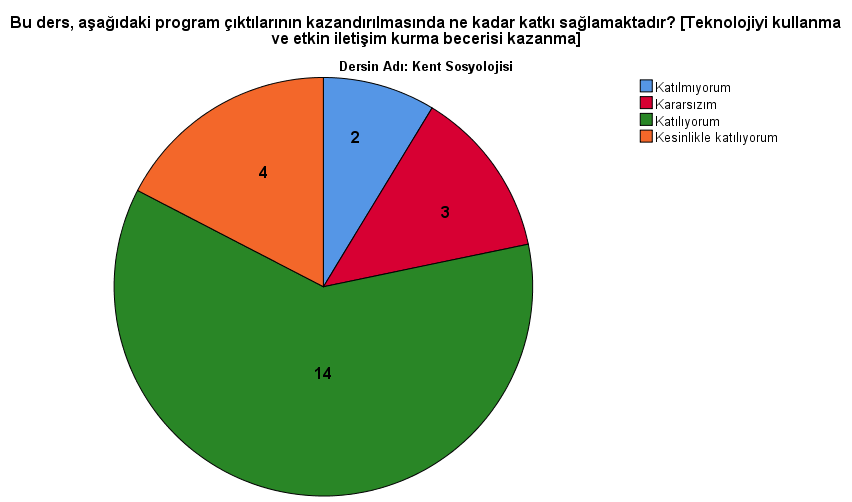 Bu ders, aşağıdaki program çıktılarının kazandırılmasında ne kadar katkı sağlamaktadır? [Teknolojiyi kullanma
ve etkin iletişim kurma becerisi kazanma]
Dersin Adı: Kent Sosyolojisi
Katılmıyorum
Kararsızım
Katılıyorum
Kesinlikle katılıyorum
2
4
3
14